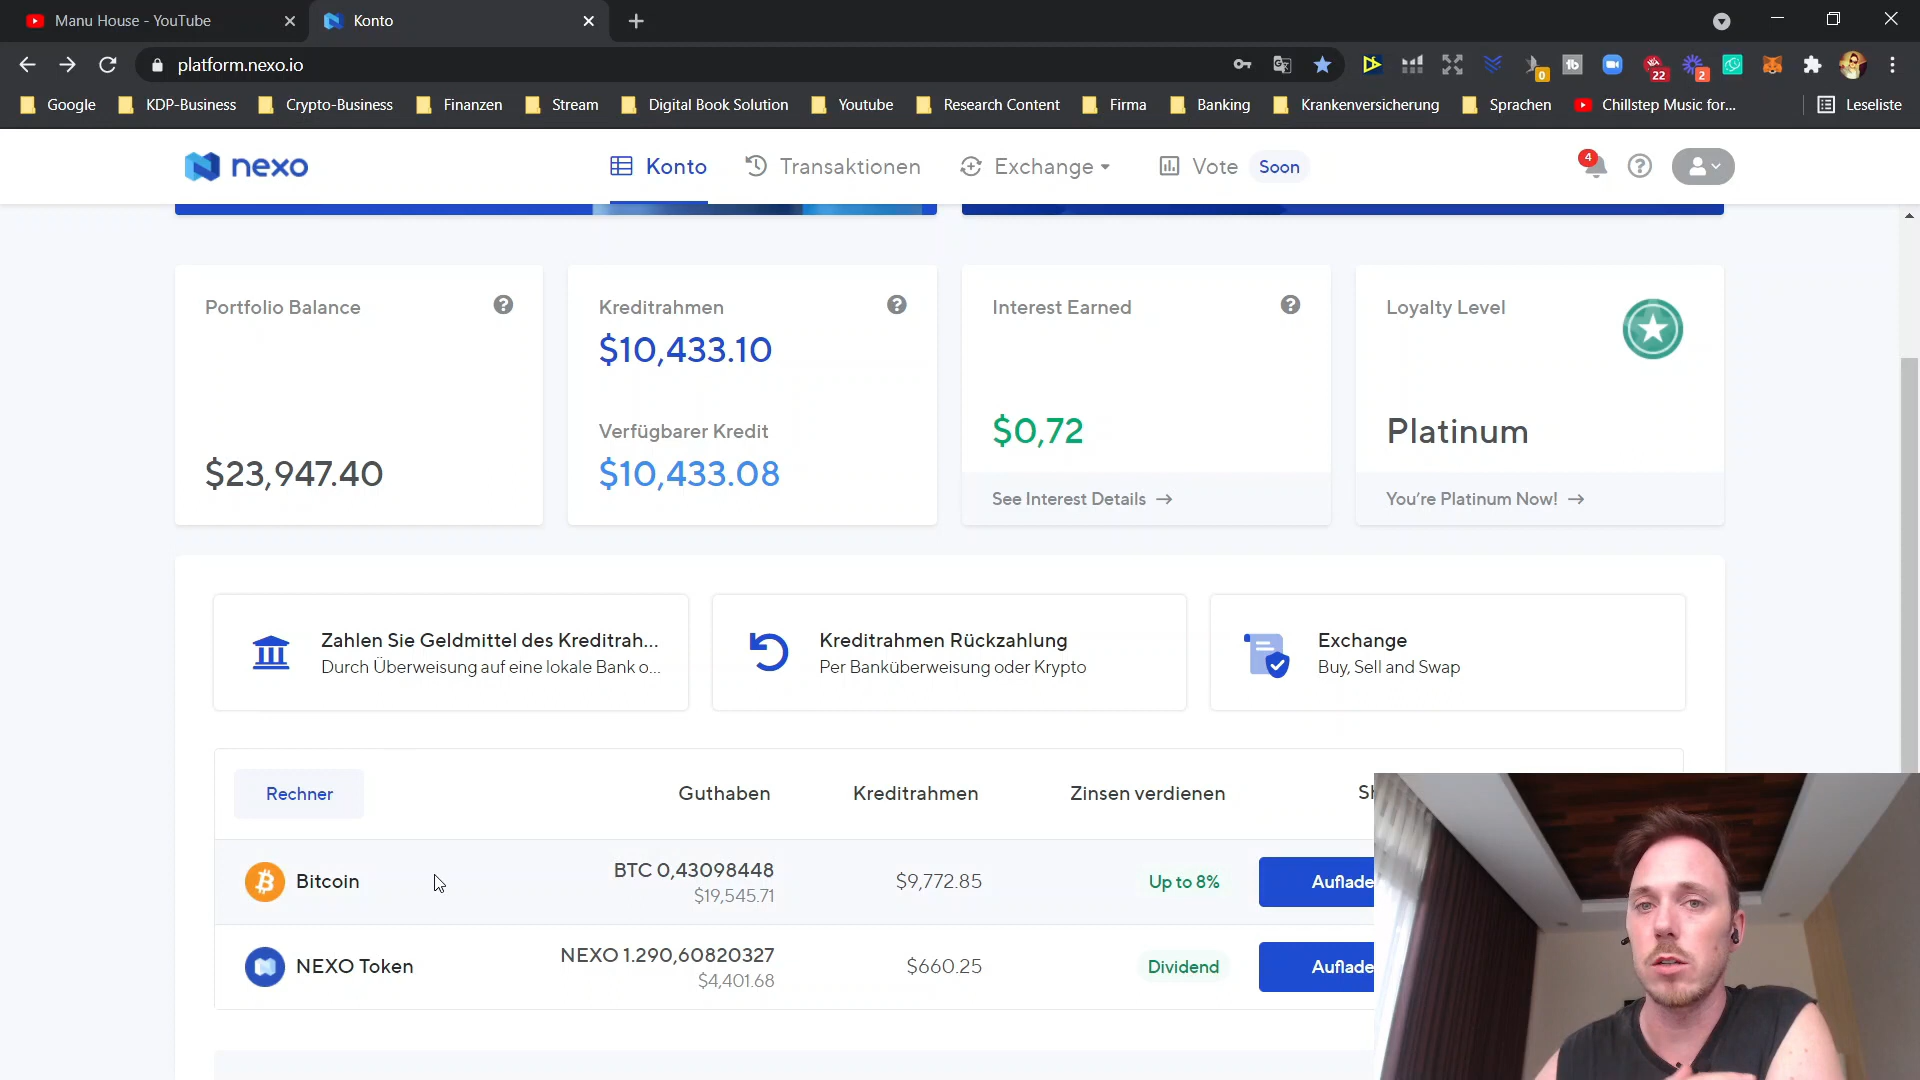 Manu House - YouTube
Konto
platform.nexo.io
0
22
2
Google
KDP-Business
Crypto-Business
Finanzen
Stream
Digital Book Solution
Youtube
Research Content
Firma
Banking
Krankenversicherung
Sprachen
Chillstep Music for...
Leseliste
nexo
Konto
Transaktionen
Exchange
Vote
Soon
4
Portfolio Balance
$23,947.40
Kreditrahmen
$10,433.10
Verfügbarer Kredit
$10,433.08
Interest Earned
$0,72
See Interest Details →
Loyalty Level
Platinum
You're Platinum Now! →
Zahlen Sie Geldmittel des Kreditrah...
Durch Überweisung auf eine lokale Bank o...
Kreditrahmen Rückzahlung
Per Banküberweisung oder Krypto
Exchange
Buy, Sell and Swap
Rechner
Guthaben
Kreditrahmen
Zinsen verdienen
Bitcoin
BTC 0,43098448
$19,545.71
$9,772.85
Up to 8%
Auflade
NEXO Token
NEXO 1.290,60820327
$4,401.68
$660.25
Dividend
Auflade